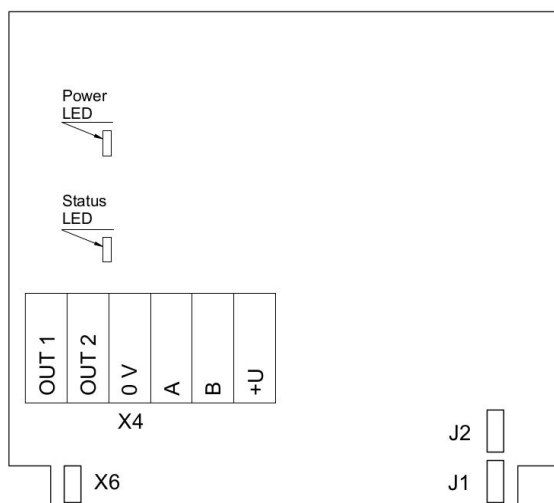 Power
LED
Status
LED
OUT 1
OUT 2
0 V
A
B
+U
X4
J2
X6
J1